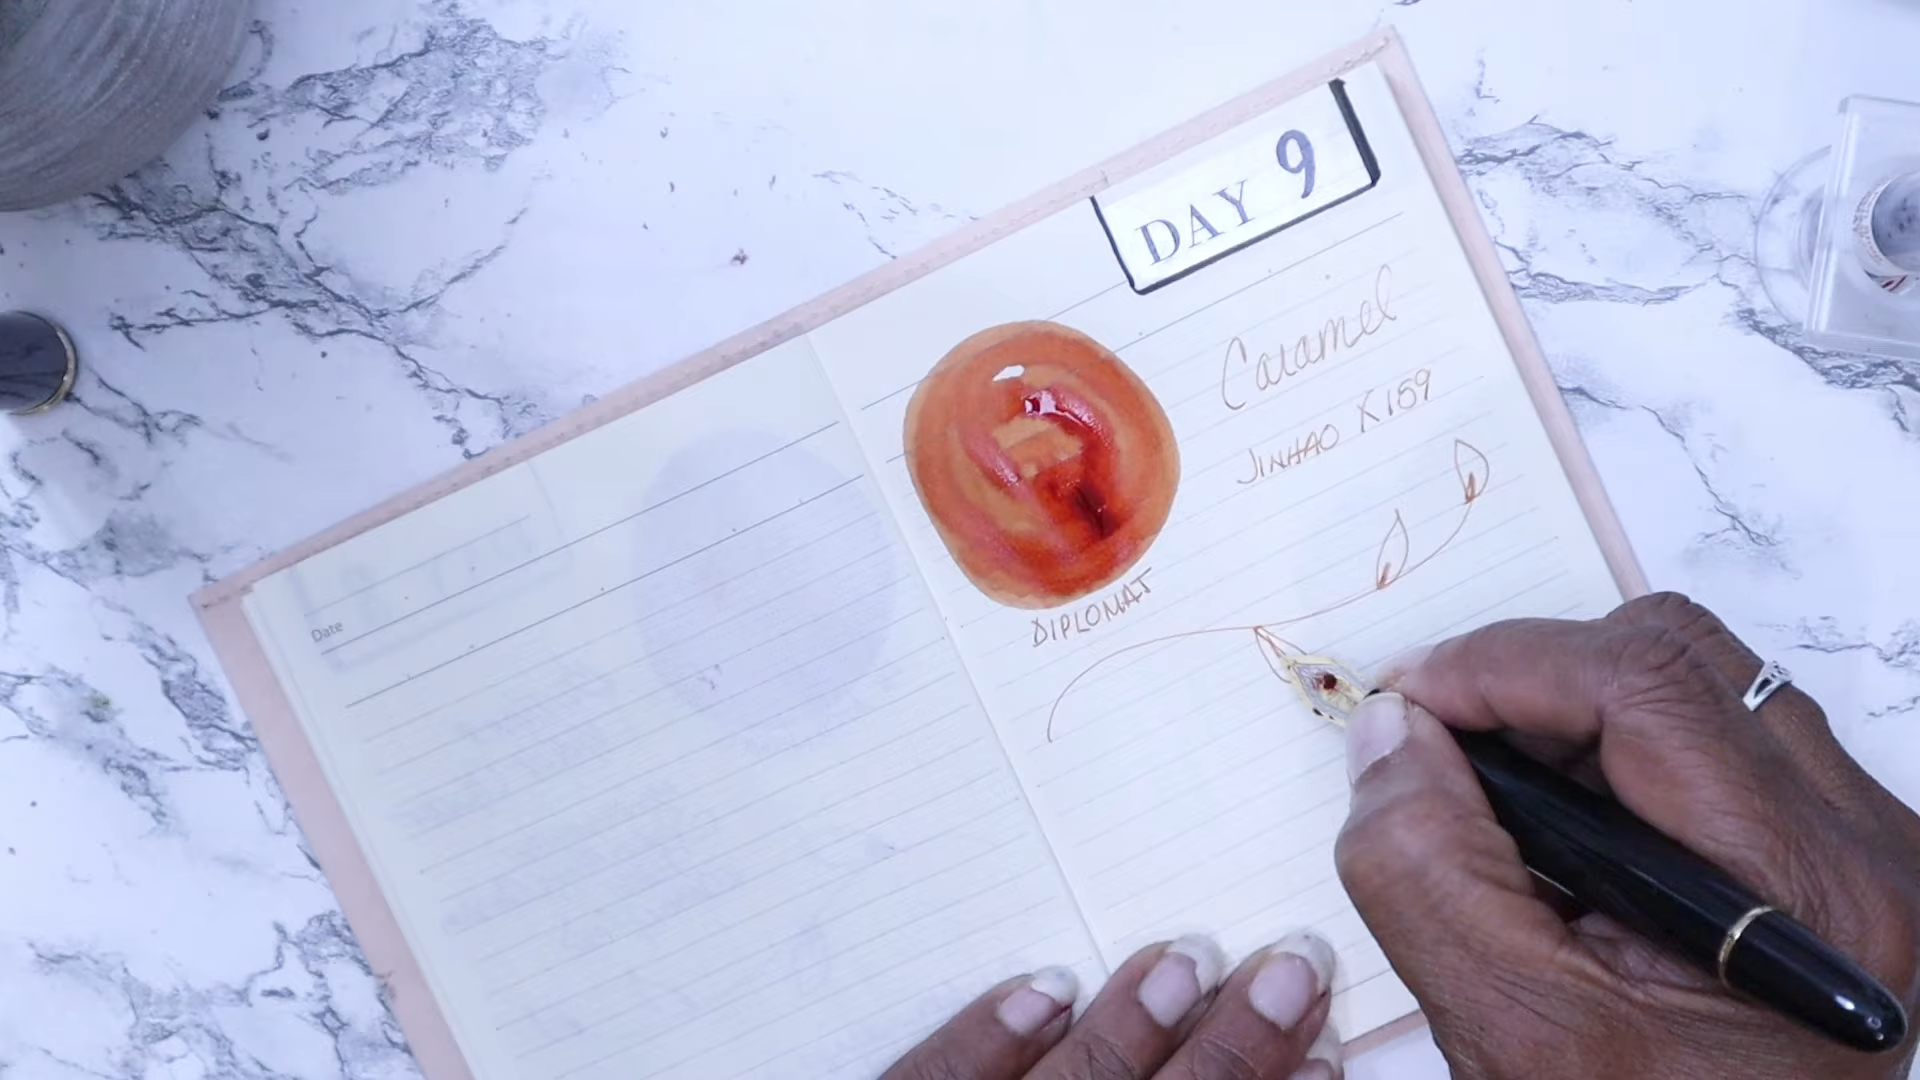 Date
DAY 9
Caramel
JINHAO X159
DIPLOMAT